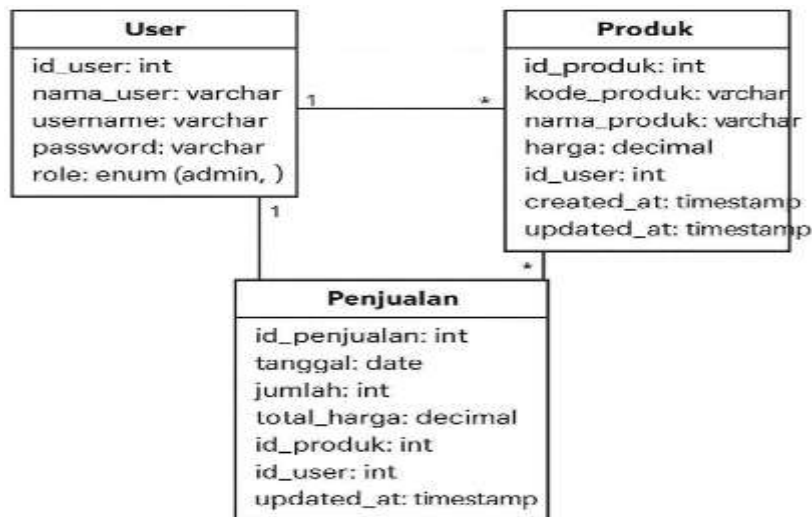 User
id_user: int
nama_user: varchar
username: varchar
password: varchar
role: enum (admin, )
1
*
1
Produk
id_produk: int
kode_produk: varchar
nama_produk: varchar
harga: decimal
id_user: int
created_at: timestamp
updated_at: timestamp
*
Penjualan
id_penjualan: int
tanggal: date
jumlah: int
total_harga: decimal
id_produk: int
id_user: int
updated_at: timestamp